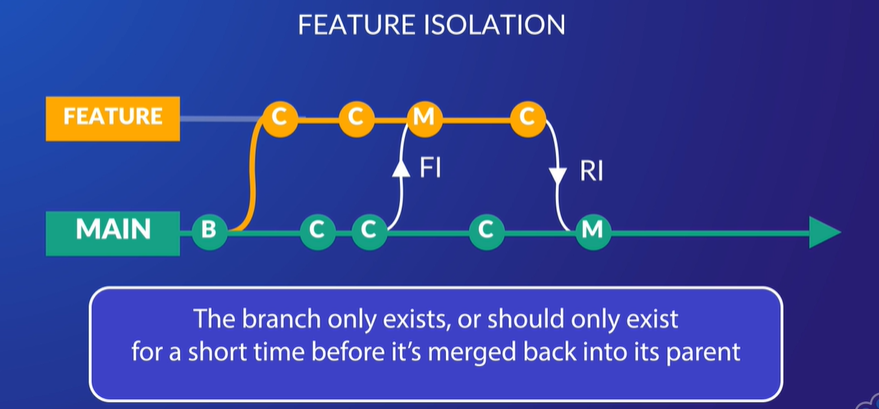 FEATURE ISOLATION
FEATURE
C C M C
FI
RI
MAIN
B C C C M
The branch only exists, or should only exist
for a short time before it’s merged back into its parent